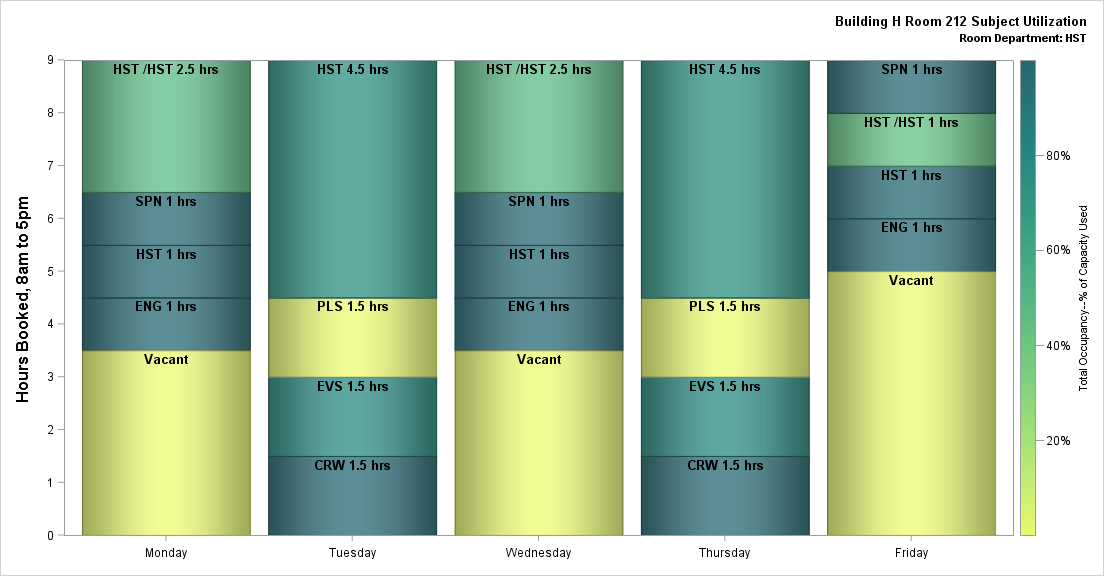 Building H Room 212 Subject Utilization
Room Department: HST
Hours Booked, 8am to 5pm
9
8
7
6
5
4
3
2
1
0
HST /HST 2.5 hrs
SPN 1 hrs
HST 1 hrs
ENG 1 hrs
Vacant
Monday
HST 4.5 hrs
PLS 1.5 hrs
EVS 1.5 hrs
CRW 1.5 hrs
Tuesday
HST /HST 2.5 hrs
SPN 1 hrs
HST 1 hrs
ENG 1 hrs
Vacant
Wednesday
HST 4.5 hrs
PLS 1.5 hrs
EVS 1.5 hrs
CRW 1.5 hrs
Thursday
SPN 1 hrs
HST /HST 1 hrs
HST 1 hrs
ENG 1 hrs
Vacant
Friday
80%
60%
40%
20%
Total Occupancy--% of Capacity Used